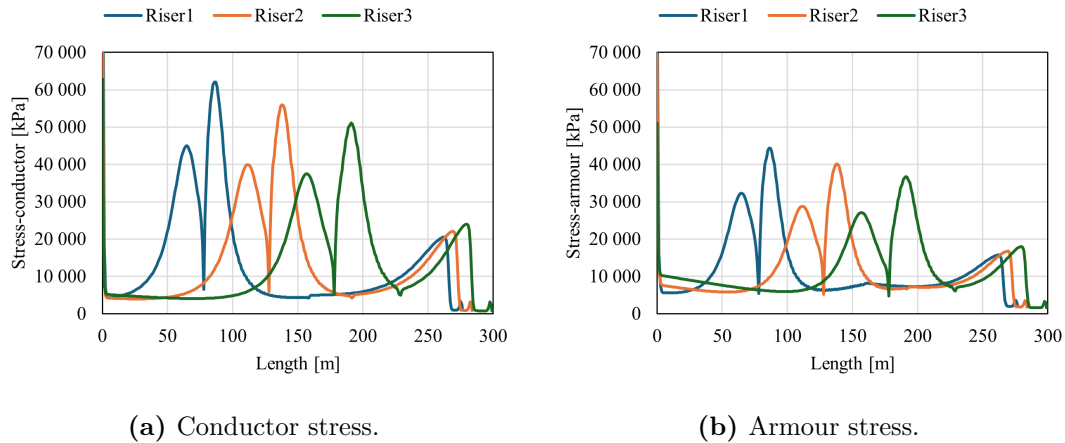 Riser1 Riser2 Riser3
70 000
60 000
50 000
40 000
30 000
20 000
10 000
0
Stress-conductor [kPa]
0 50 100 150 200 250 300
Length [m]
(a) Conductor stress.
Riser1 Riser2 Riser3
70 000
60 000
50 000
40 000
30 000
20 000
10 000
0
Stress-armour [kPa]
0 50 100 150 200 250 300
Length [m]
(b) Armour stress.